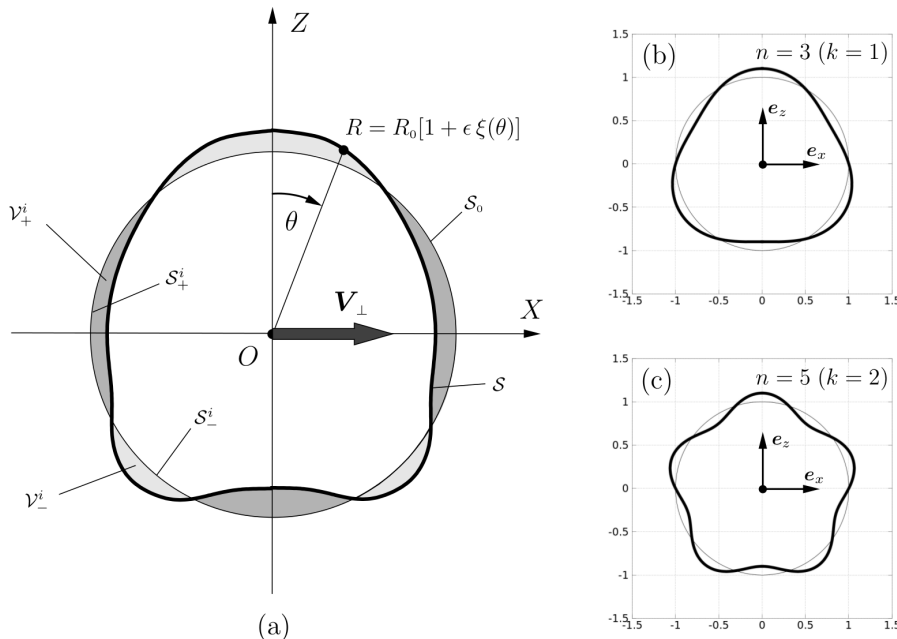 Z
R = R₀[1 + ϵ ξ(θ)]
𝒱₊ⁱ
θ
𝒮₀
𝒮₊ⁱ
V⊥
X
O
𝒮
𝒮₋ⁱ
𝒱₋ⁱ
(a)
(b)
n = 3 (k = 1)
1.5
1
0.5
0
-0.5
-1
-1.5
e_z
e_x
-1.5 -1 -0.5 0 0.5 1 1.5
(c)
n = 5 (k = 2)
1.5
1
0.5
0
-0.5
-1
-1.5
e_z
e_x
-1.5 -1 -0.5 0 0.5 1 1.5